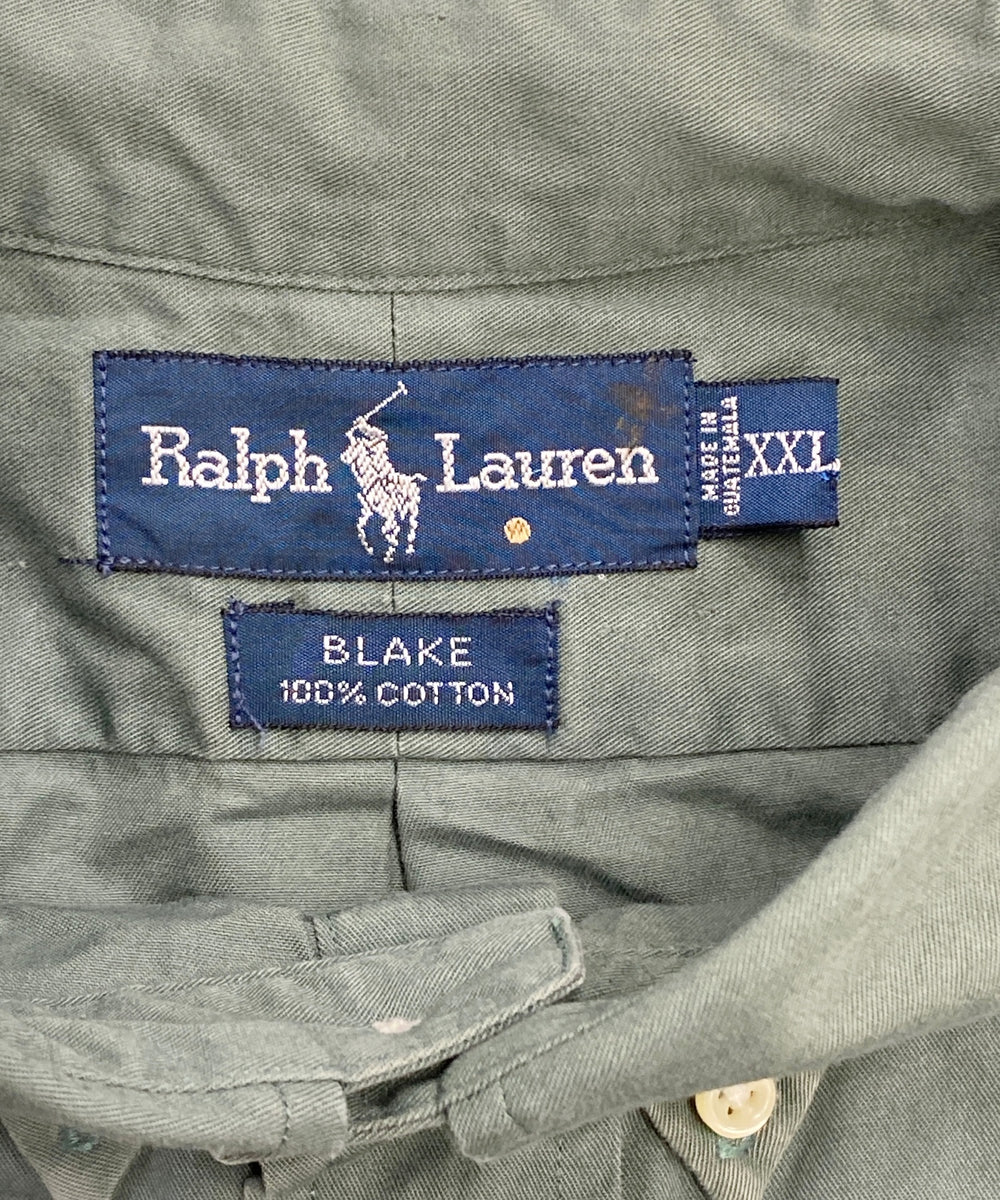 Ralph Lauren
MADE IN
GUATEMALA
XXL
BLAKE
100% COTTON